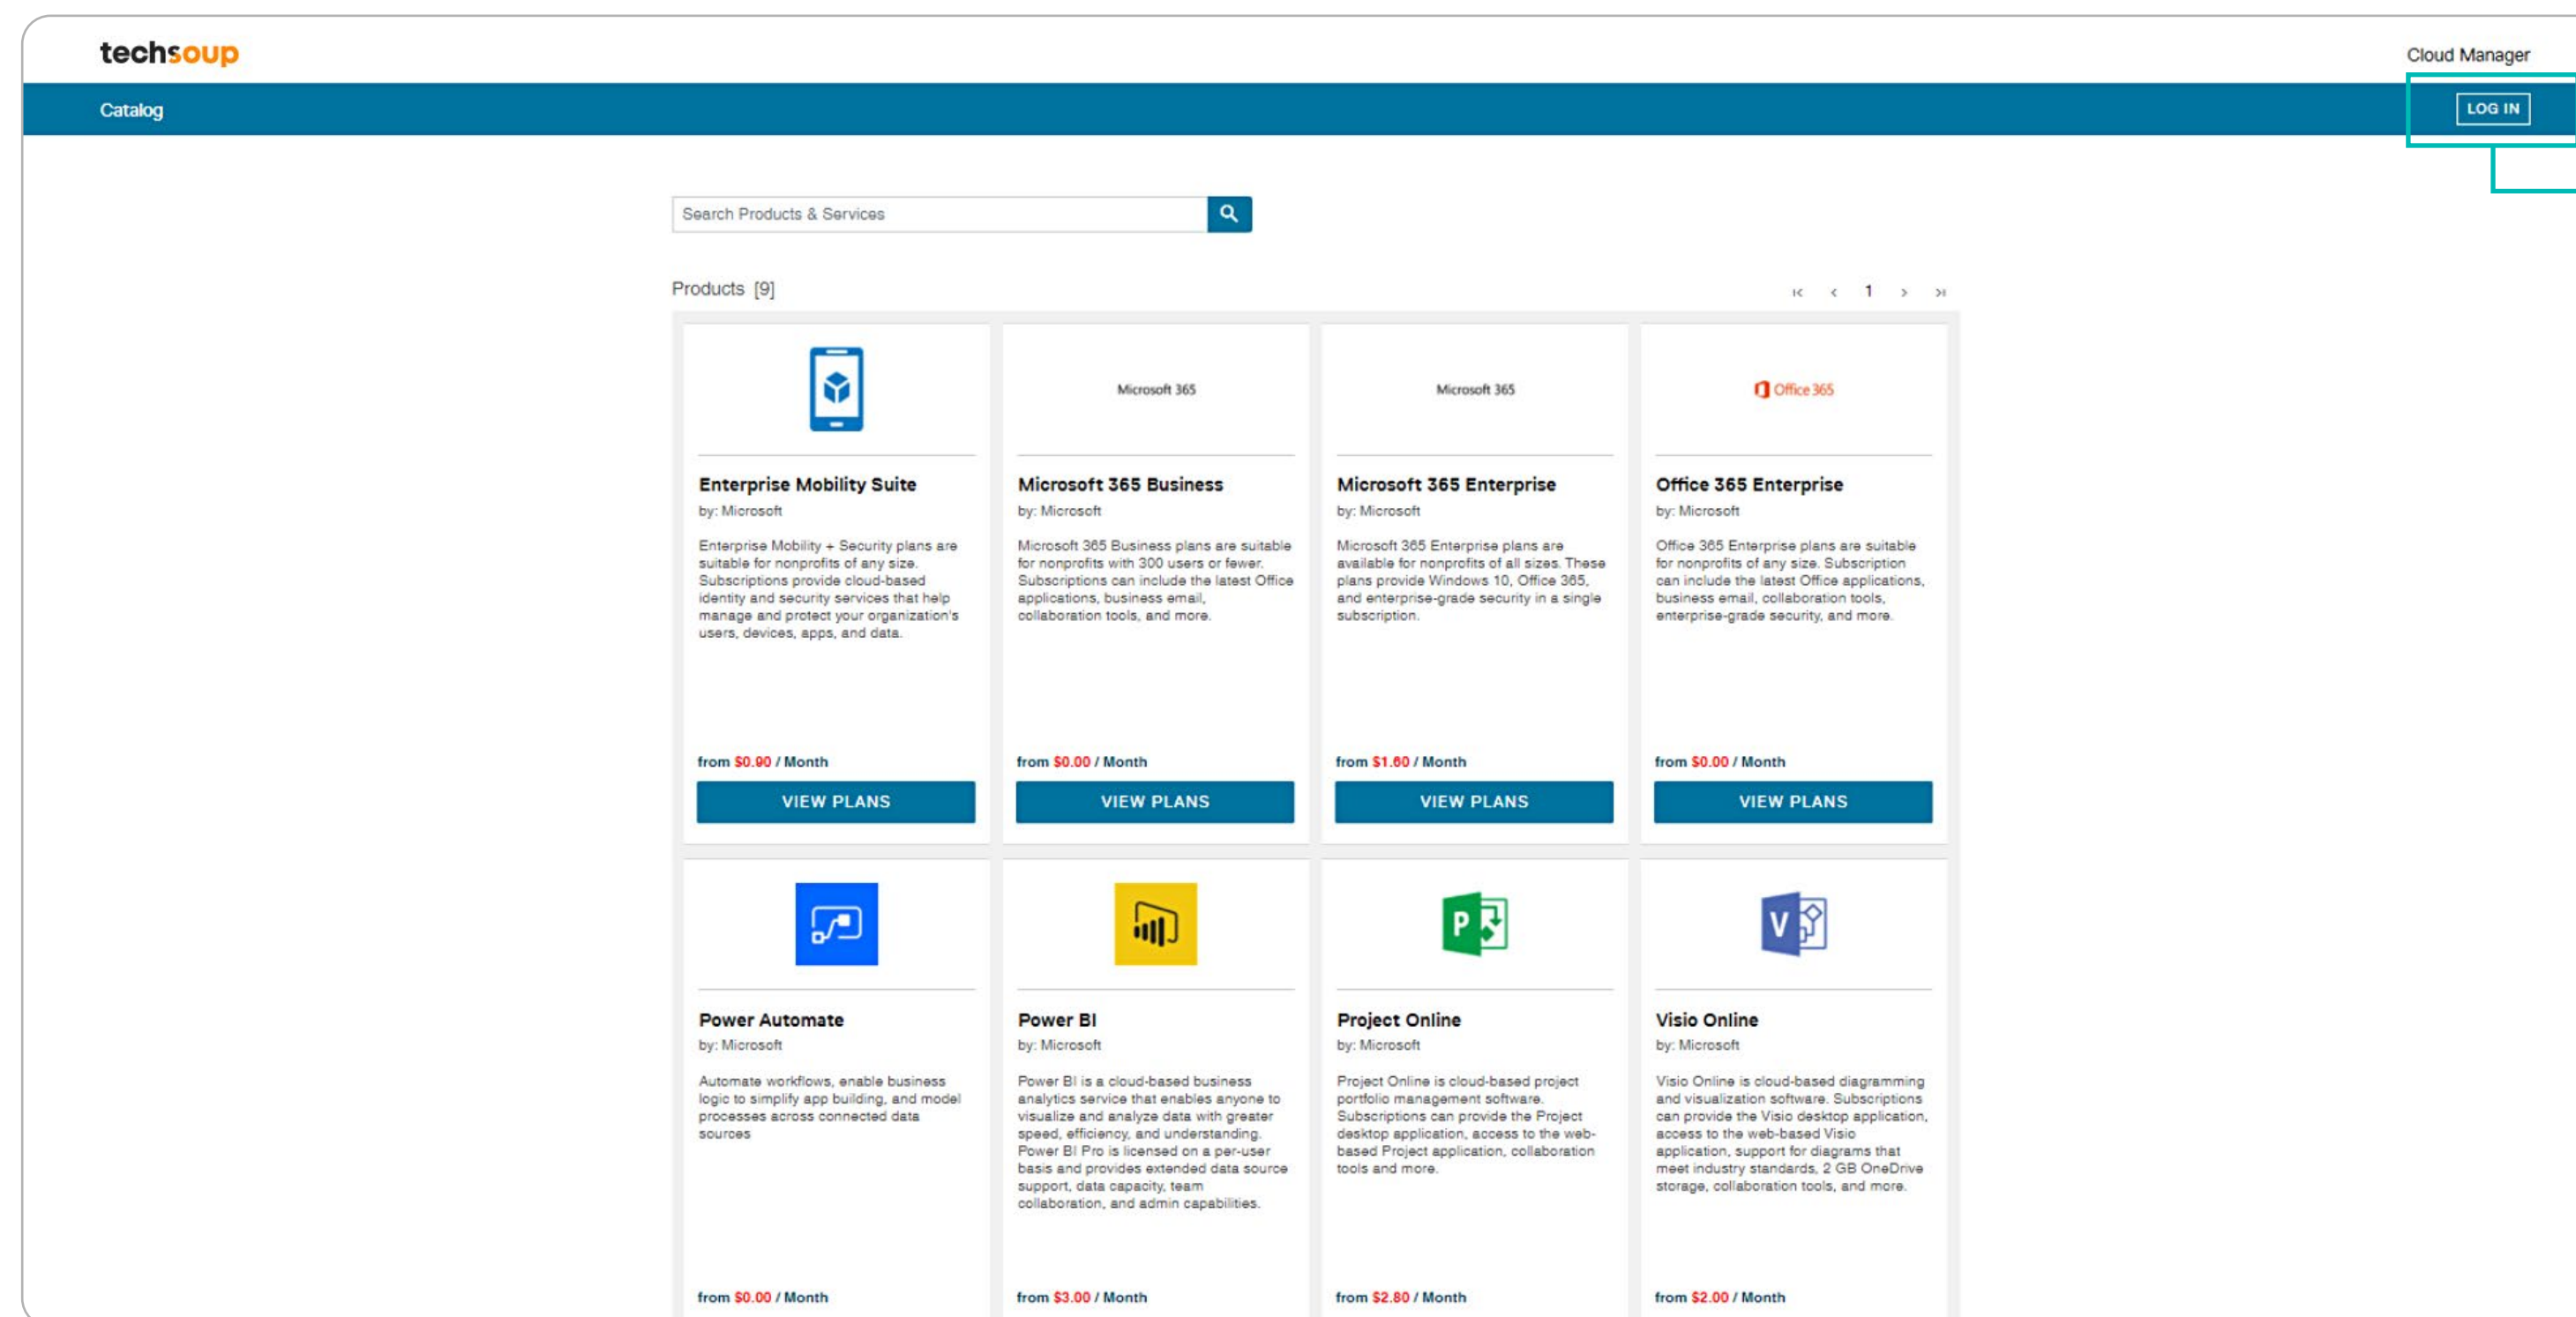 techsoup
Cloud Manager
Catalog
LOG IN
Search Products & Services
Products [9]
1
Microsoft 365
Microsoft 365
Office 365
Enterprise Mobility Suite
by: Microsoft
Enterprise Mobility + Security plans are
suitable for nonprofits of any size.
Subscriptions provide cloud-based
identity and security services that help
manage and protect your organization's
users, devices, apps, and data.
from $0.90 / Month
VIEW PLANS
Microsoft 365 Business
by: Microsoft
Microsoft 365 Business plans are suitable
for nonprofits with 300 users or fewer.
Subscriptions can include the latest Office
applications, business email,
collaboration tools, and more.
from $0.00 / Month
VIEW PLANS
Microsoft 365 Enterprise
by: Microsoft
Microsoft 365 Enterprise plans are
available for nonprofits of all sizes. These
plans provide Windows 10, Office 365,
and enterprise-grade security in a single
subscription.
from $1.60 / Month
VIEW PLANS
Office 365 Enterprise
by: Microsoft
Office 365 Enterprise plans are suitable
for nonprofits of any size. Subscription
can include the latest Office applications,
business email, collaboration tools,
enterprise-grade security, and more.
from $0.00 / Month
VIEW PLANS
P
V
Power Automate
by: Microsoft
Automate workflows, enable business
logic to simplify app building, and model
processes across connected data
sources
from $0.00 / Month
Power BI
by: Microsoft
Power BI is a cloud-based business
analytics service that enables anyone to
visualize and analyze data with greater
speed, efficiency, and understanding.
Power BI Pro is licensed on a per-user
basis and provides extended data source
support, data capacity, team
collaboration, and admin capabilities.
from $3.00 / Month
Project Online
by: Microsoft
Project Online is cloud-based project
portfolio management software.
Subscriptions can provide the Project
desktop application, access to the web-
based Project application, collaboration
tools and more.
from $2.80 / Month
Visio Online
by: Microsoft
Visio Online is cloud-based diagramming
and visualization software. Subscriptions
can provide the Visio desktop application,
access to the web-based Visio
application, support for diagrams that
meet industry standards, 2 GB OneDrive
storage, collaboration tools, and more.
from $2.00 / Month